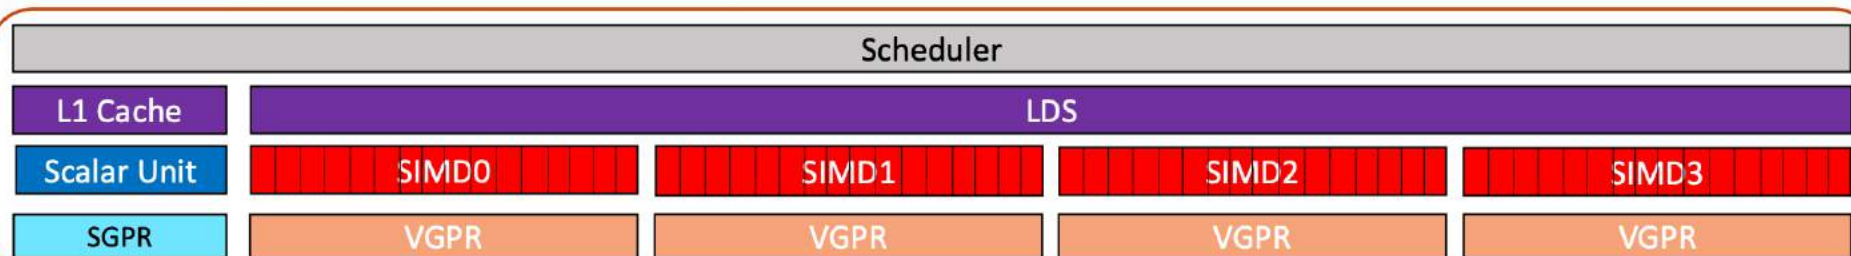 Scheduler
L1 Cache LDS
Scalar Unit SIMD0 SIMD1 SIMD2 SIMD3
SGPR VGPR VGPR VGPR VGPR